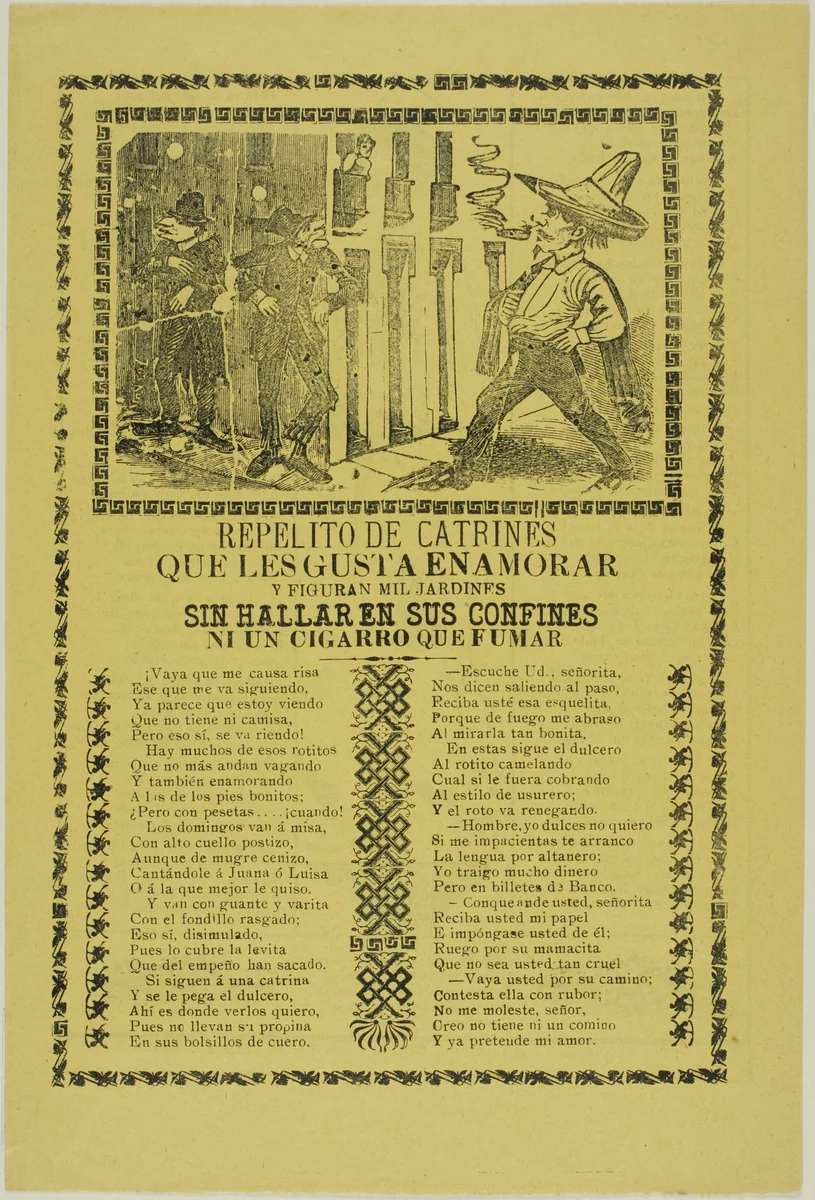 REPELITO DE CATRINES
QUE LES GUSTA ENAMORAR
Y FIGURAN MIL JARDINES
SIN HALLAR EN SUS CONFINES
NI UN CIGARRO QUE FUMAR
¡Vaya que me causa risa
Ese que me va siguiendo,
Ya parece que estoy viendo
Que no tiene ni camisa,
Pero eso sí, se va riendo!
Hay muchos de esos rotitos
Que no más andan vagando
Y también enamorando
A las de los pies bonitos;
¿Pero con pesetas....¡cuando!
Los domingos van á misa,
Con alto cuello postizo,
Aunque de mugre cenizo,
Cantándole á Juana ó Luisa
O á la que mejor le quiso.
Y van con guante y varita
Con el fondillo rasgado;
Eso sí, disimulado,
Pues lo cubre la levita
Que del empeño han sacado.
Si siguen á una catrina
Y se le pega el dulcero,
Ahí es donde verlos quiero,
Pues no llevan su propina
En sus bolsillos de cuero.
—Escuche Ud., señorita,
Nos dicen saliendo al paso,
Reciba usté esa esquelita,
Porque de fuego me abraso
Al mirarla tan bonita.
En estas sigue el dulcero
Al rotito camelando
Cual si le fuera cobrando
Al estilo de usurero;
Y el roto va renegando.
—Hombre, yo dulces no quiero
Si me impacientas te arranco
La lengua por altanero;
Yo traigo mucho dinero
Pero en billetes de Banco.
—Conque ande usted, señorita
Reciba usted mi papel
E impóngase usted de él;
Ruego por su mamacita
Que no sea usted tan cruel
—Vaya usted por su camino;
Contesta ella con rubor;
No me moleste, señor,
Creo no tiene ni un comino
Y ya pretende mi amor.